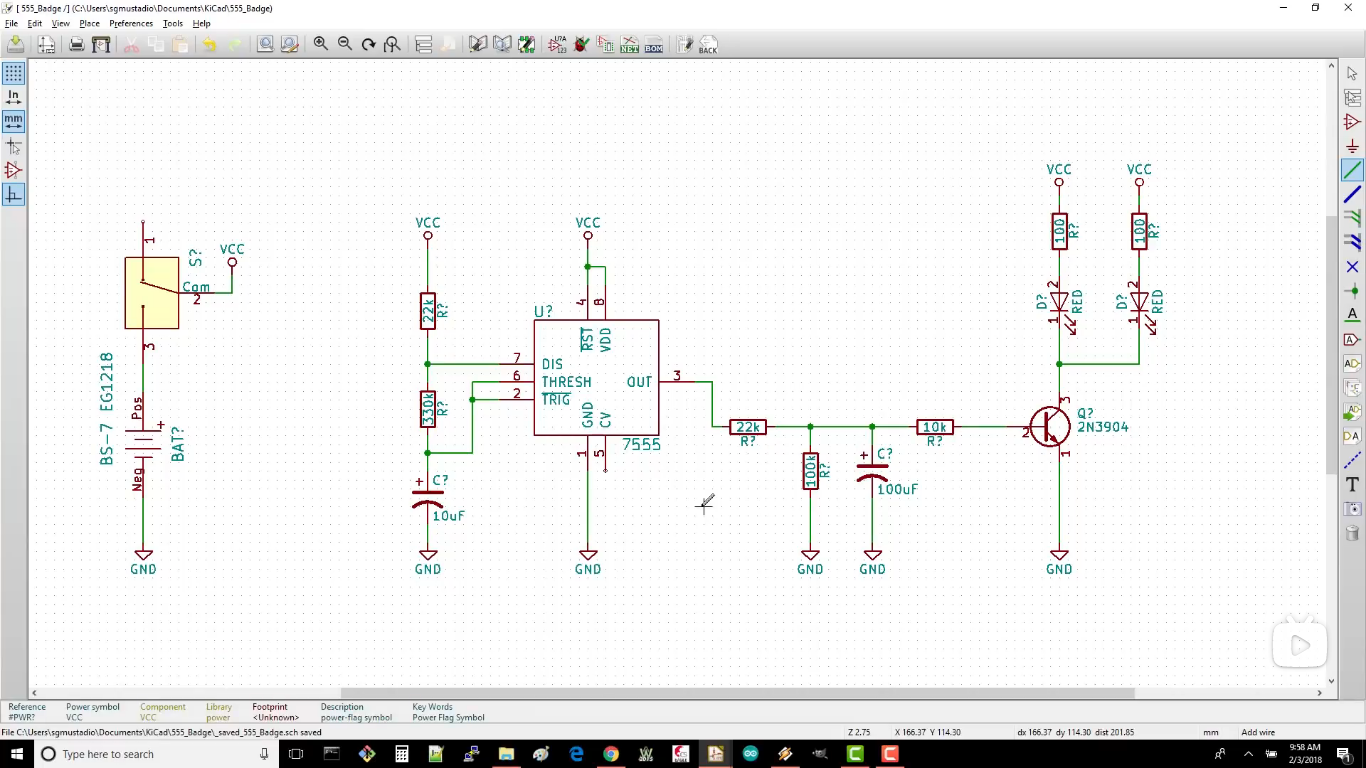 [ 555_Badge /] (C:\Users\sgmustadio\Documents\KiCad\555_Badge)
File Edit View Place Preferences Tools Help
U?A
123
NET
BOM
BACK
In
mm
A
A
A
D
D
DA
T
1
S?
VCC
Com
2
3
BS-7 EG1218
Pos
+
BAT?
Neg
GND
VCC
22k
R?
330k
R?
+
C?
10uF
GND
VCC
4
8
U?
RST
VDD
7
DIS
6
THRESH
OUT
3
2
TRIG
GND
CV
7555
1
5
GND
22k
R?
100k
R?
GND
+
C?
100uF
GND
10k
R?
VCC
VCC
100
R?
100
R?
2
D?
RED
1
2
D?
RED
1
3
Q?
2N3904
2
1
GND
Reference Power symbol Component Library Footprint Description Key Words
#PWR? VCC VCC power <Unknown> power-flag symbol Power Flag Symbol
File C:\Users\sgmustadio\Documents\KiCad\555_Badge\_saved_555_Badge.sch saved Z 2.75 X 166.37 Y 114.30 dx 166.37 dy 114.30 dist 201.85 mm Add wire
Type here to search
9:58 AM
2/3/2018
1